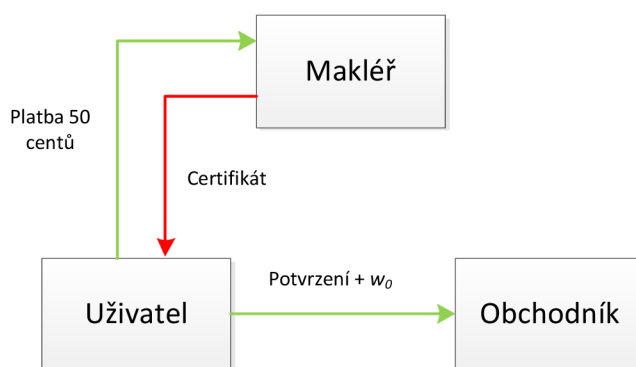 Makléř
Platba 50
centů
Certifikát
Potvrzení + w₀
Uživatel
Obchodník